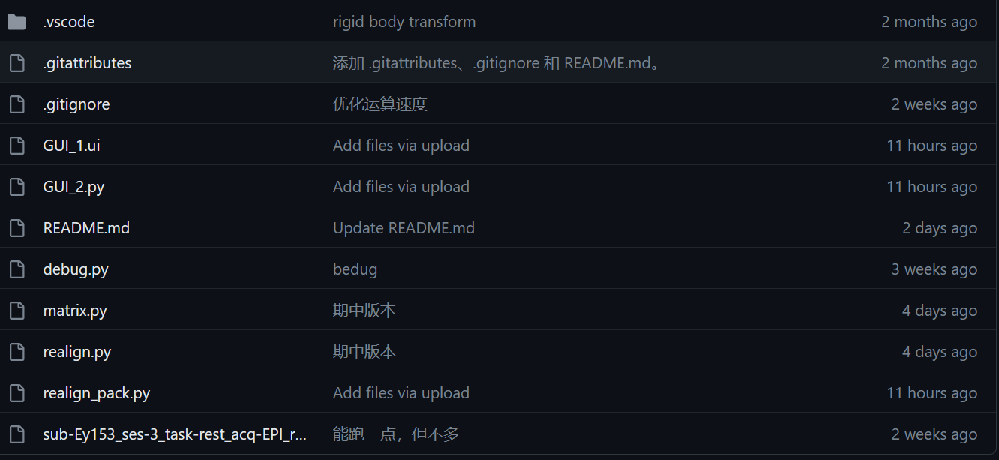 .vscode rigid body transform 2 months ago
.gitattributes 添加 .gitattributes、.gitignore 和 README.md。 2 months ago
.gitignore 优化运算速度 2 weeks ago
GUI_1.ui Add files via upload 11 hours ago
GUI_2.py Add files via upload 11 hours ago
README.md Update README.md 2 days ago
debug.py bedug 3 weeks ago
matrix.py 期中版本 4 days ago
realign.py 期中版本 4 days ago
realign_pack.py Add files via upload 11 hours ago
sub-Ey153_ses-3_task-rest_acq-EPI_r... 能跑一点，但不多 2 weeks ago